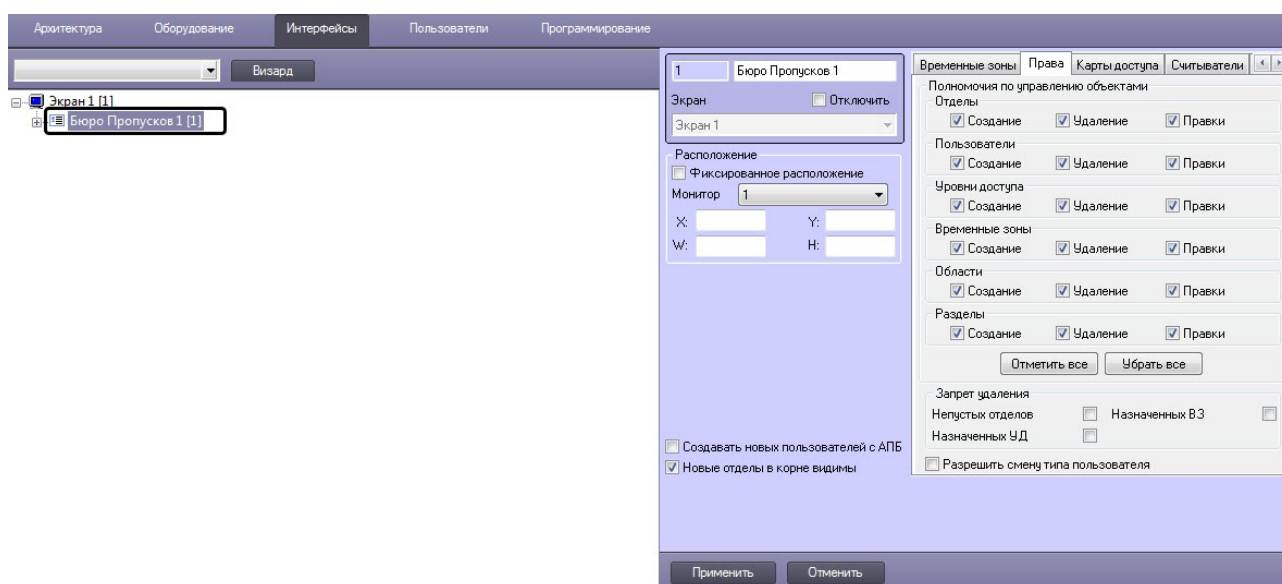 Архитектура Оборудование Интерфейсы Пользователи Программирование
Визард
Экран 1 [1]
Бюро Пропусков 1 [1]
1 Бюро Пропусков 1
Экран Отключить
Экран 1
Расположение
Фиксированное расположение
Монитор 1
X: Y:
W: H:
Создавать новых пользователей с АПБ
Новые отделы в корне видимы
Временные зоны Права Карты доступа Считыватели
Полномочия по управлению объектами
Отделы
Создание Удаление Правки
Пользователи
Создание Удаление Правки
Уровни доступа
Создание Удаление Правки
Временные зоны
Создание Удаление Правки
Области
Создание Удаление Правки
Разделы
Создание Удаление Правки
Отметить все Убрать все
Запрет удаления
Непустых отделов Назначенных ВЗ
Назначенных УД
Разрешить смену типа пользователя
Применить Отменить